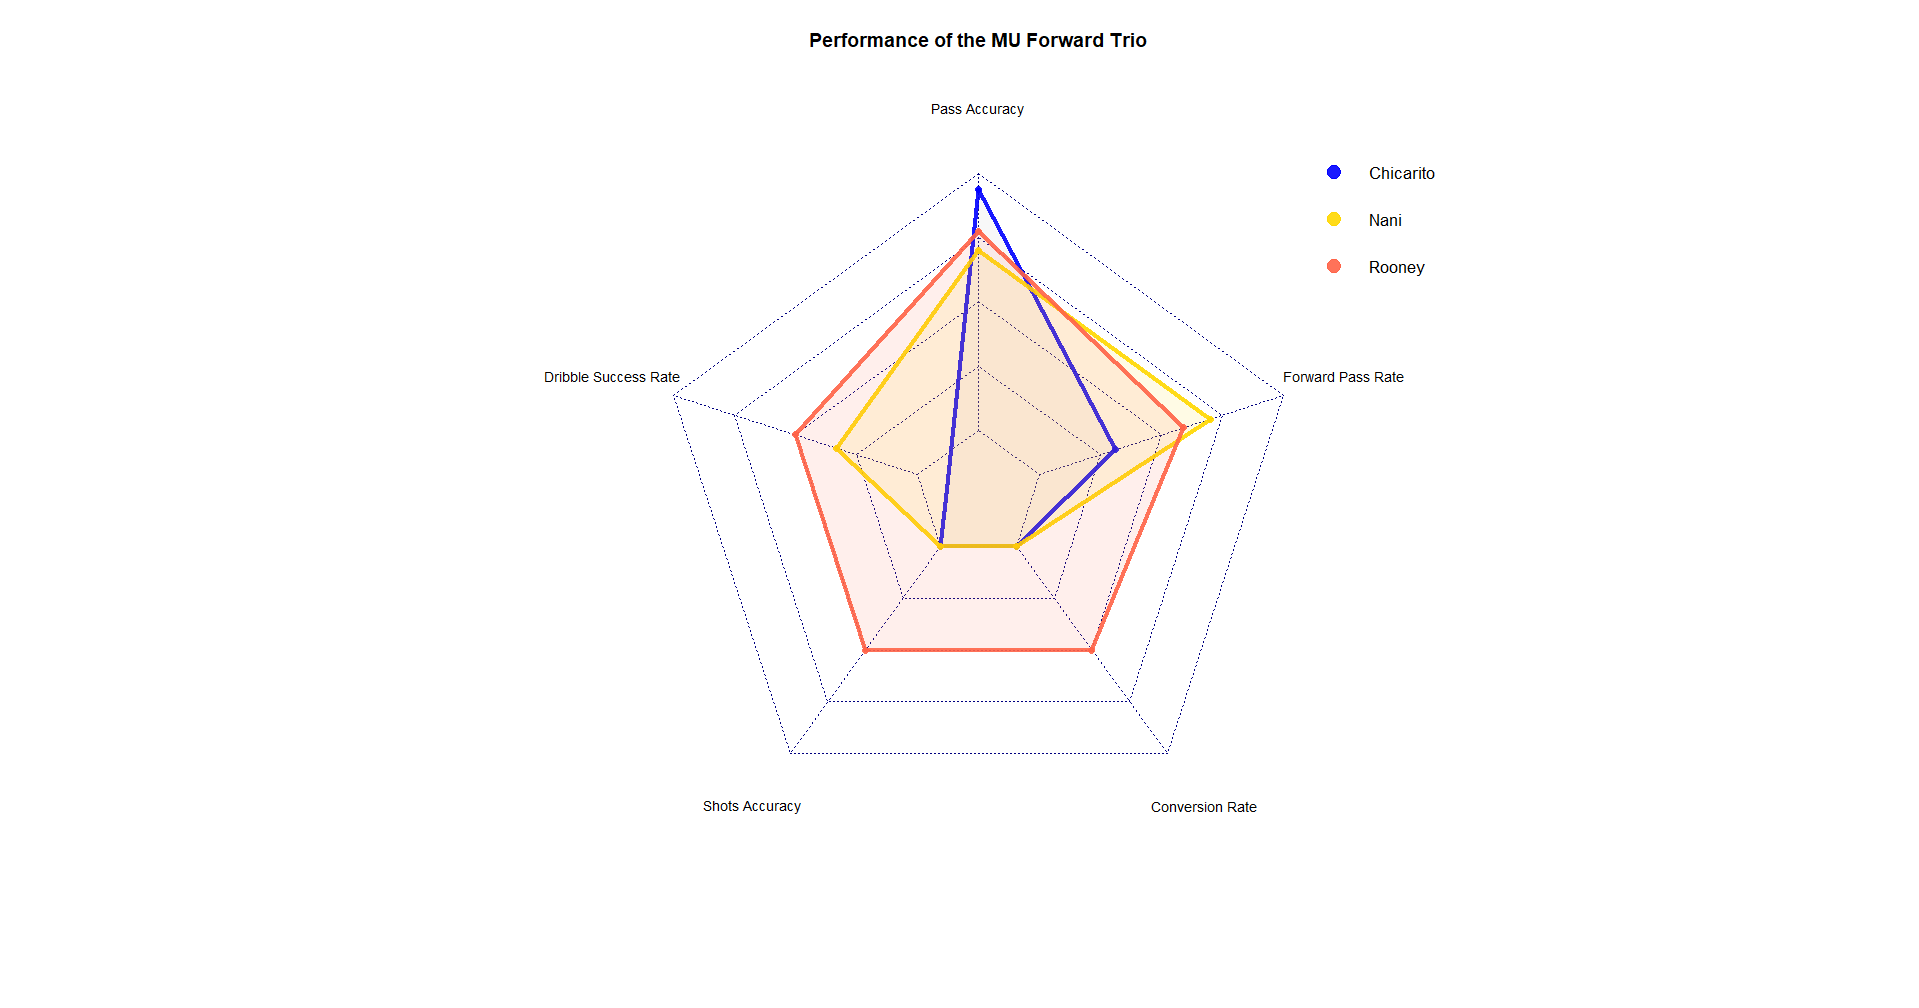 Performance of the MU Forward Trio
Pass Accuracy
Chicarito
Nani
Rooney
Dribble Success Rate
Forward Pass Rate
Shots Accuracy
Conversion Rate